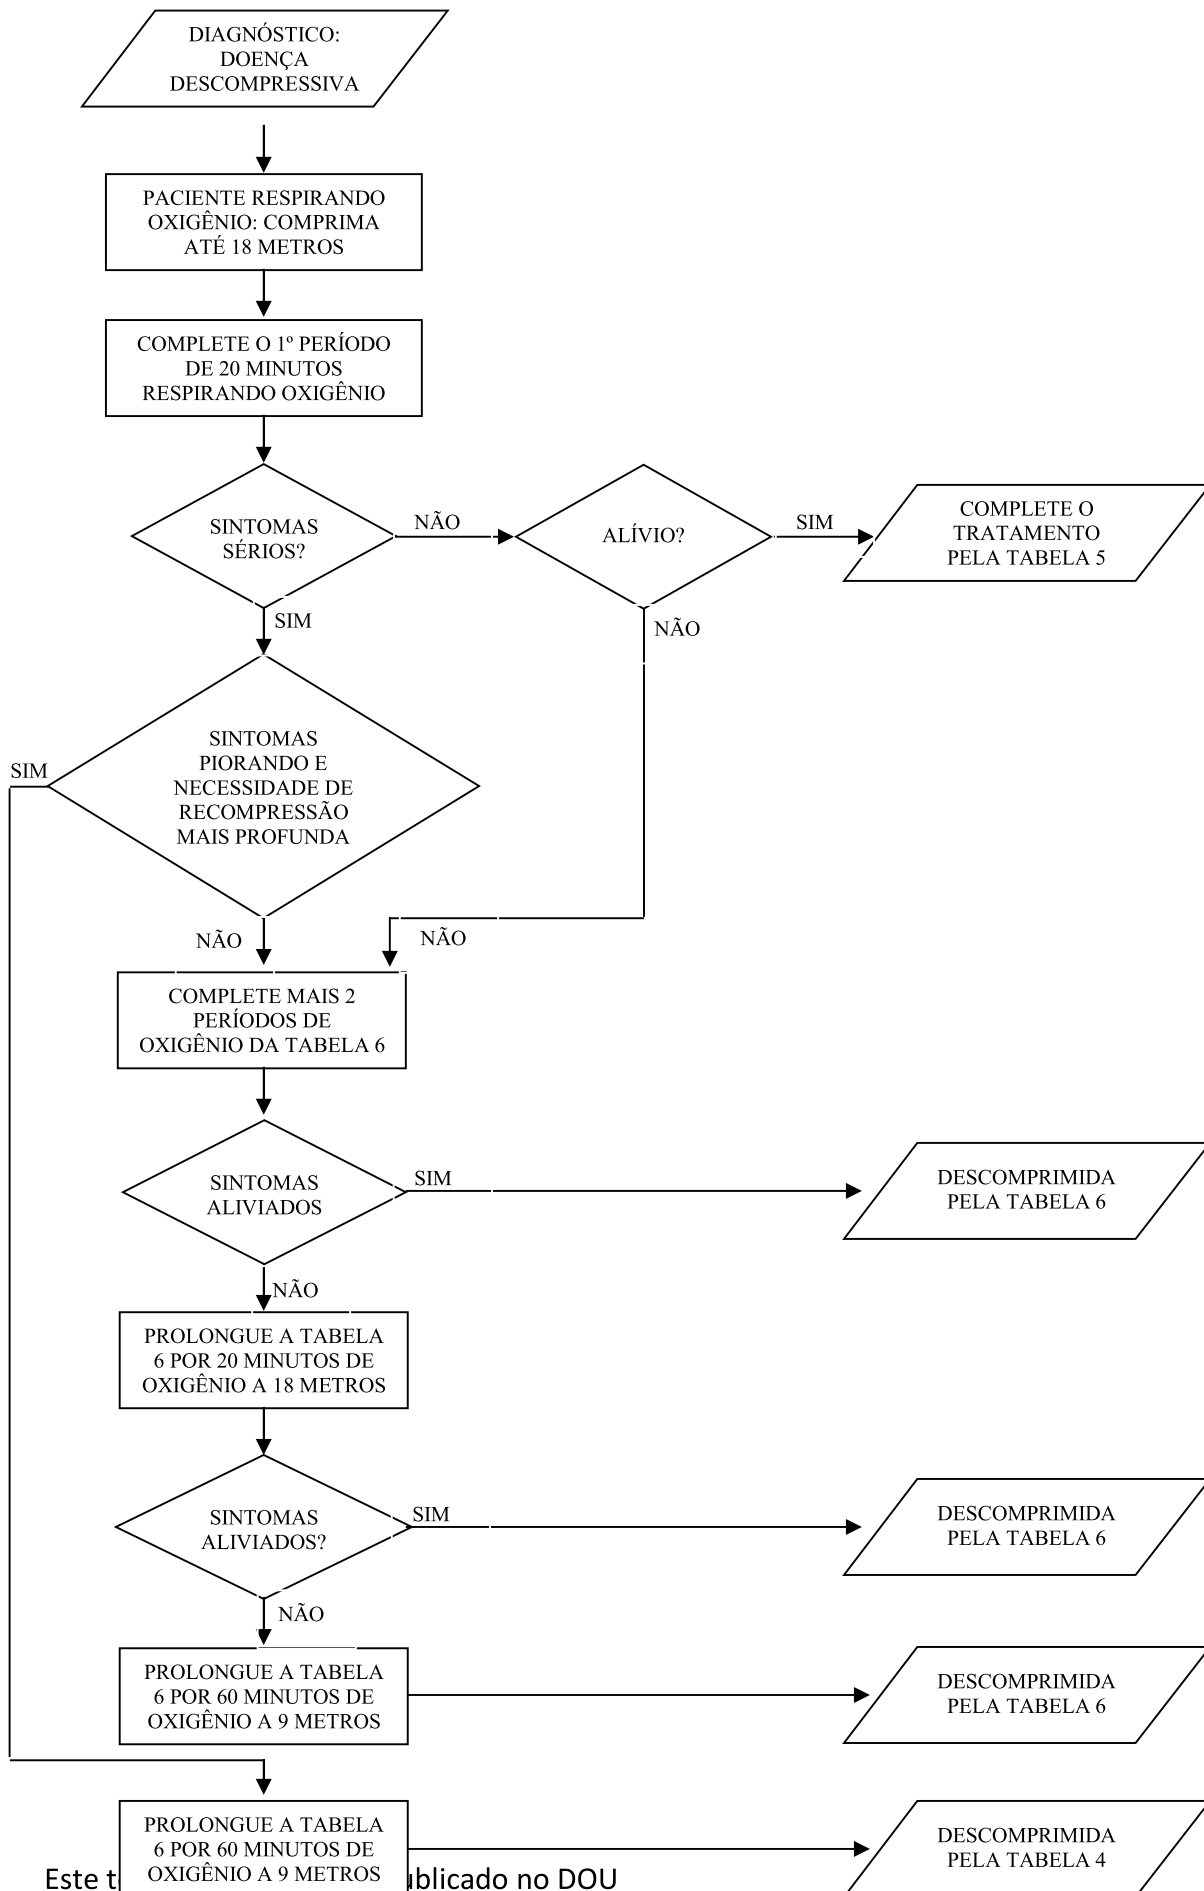 DIAGNÓSTICO:
DOENÇA
DESCOMPRESSIVA
PACIENTE RESPIRANDO
OXIGÊNIO: COMPRIMA
ATÉ 18 METROS
COMPLETE O 1º PERÍODO
DE 20 MINUTOS
RESPIRANDO OXIGÊNIO
SINTOMAS
SÉRIOS?
NÃO
ALÍVIO?
SIM
COMPLETE O
TRATAMENTO
PELA TABELA 5
SIM
NÃO
SINTOMAS
PIORANDO E
NECESSIDADE DE
RECOMPRESSÃO
MAIS PROFUNDA
SIM
NÃO
NÃO
COMPLETE MAIS 2
PERÍODOS DE
OXIGÊNIO DA TABELA 6
SINTOMAS
ALIVIADOS
SIM
DESCOMPRIMIDA
PELA TABELA 6
NÃO
PROLONGUE A TABELA
6 POR 20 MINUTOS DE
OXIGÊNIO A 18 METROS
SINTOMAS
ALIVIADOS?
SIM
DESCOMPRIMIDA
PELA TABELA 6
NÃO
PROLONGUE A TABELA
6 POR 60 MINUTOS DE
OXIGÊNIO A 9 METROS
DESCOMPRIMIDA
PELA TABELA 6
PROLONGUE A TABELA
6 POR 60 MINUTOS DE
OXIGÊNIO A 9 METROS
DESCOMPRIMIDA
PELA TABELA 4
Este no DOU